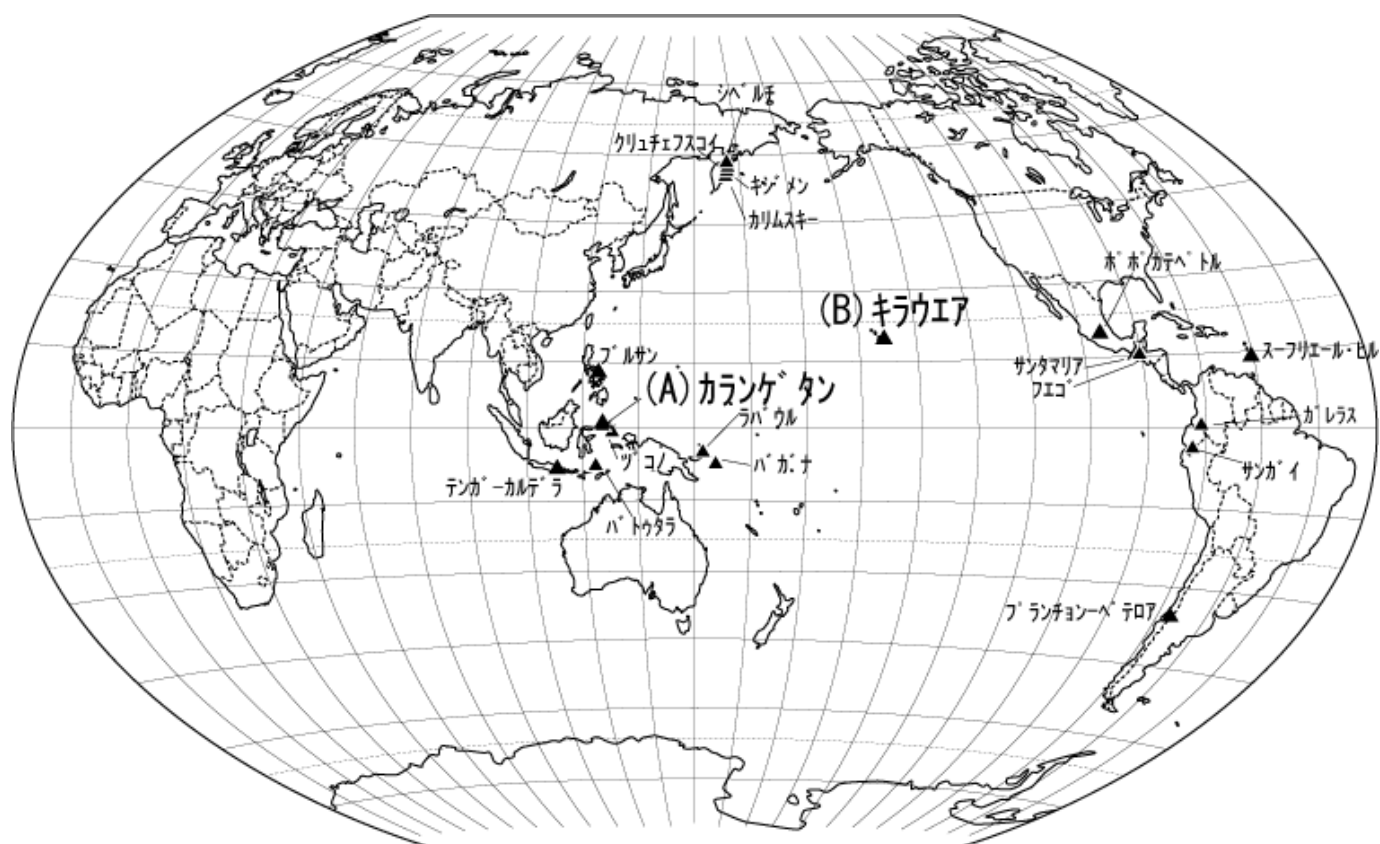 シベルチ
クリュチェフスコイ
キジメン
カリムスキー
ポポカテペトル
(B) キラウエア
スーフリエール・ヒル
サンタマリア
フエゴ
ブルサン
(A) カランゲタン
ラバウル
ガレラス
ドゥコノ
バガナ
サンガイ
テンガーカルデラ
バトゥタラ
プランチョン−ペテロア